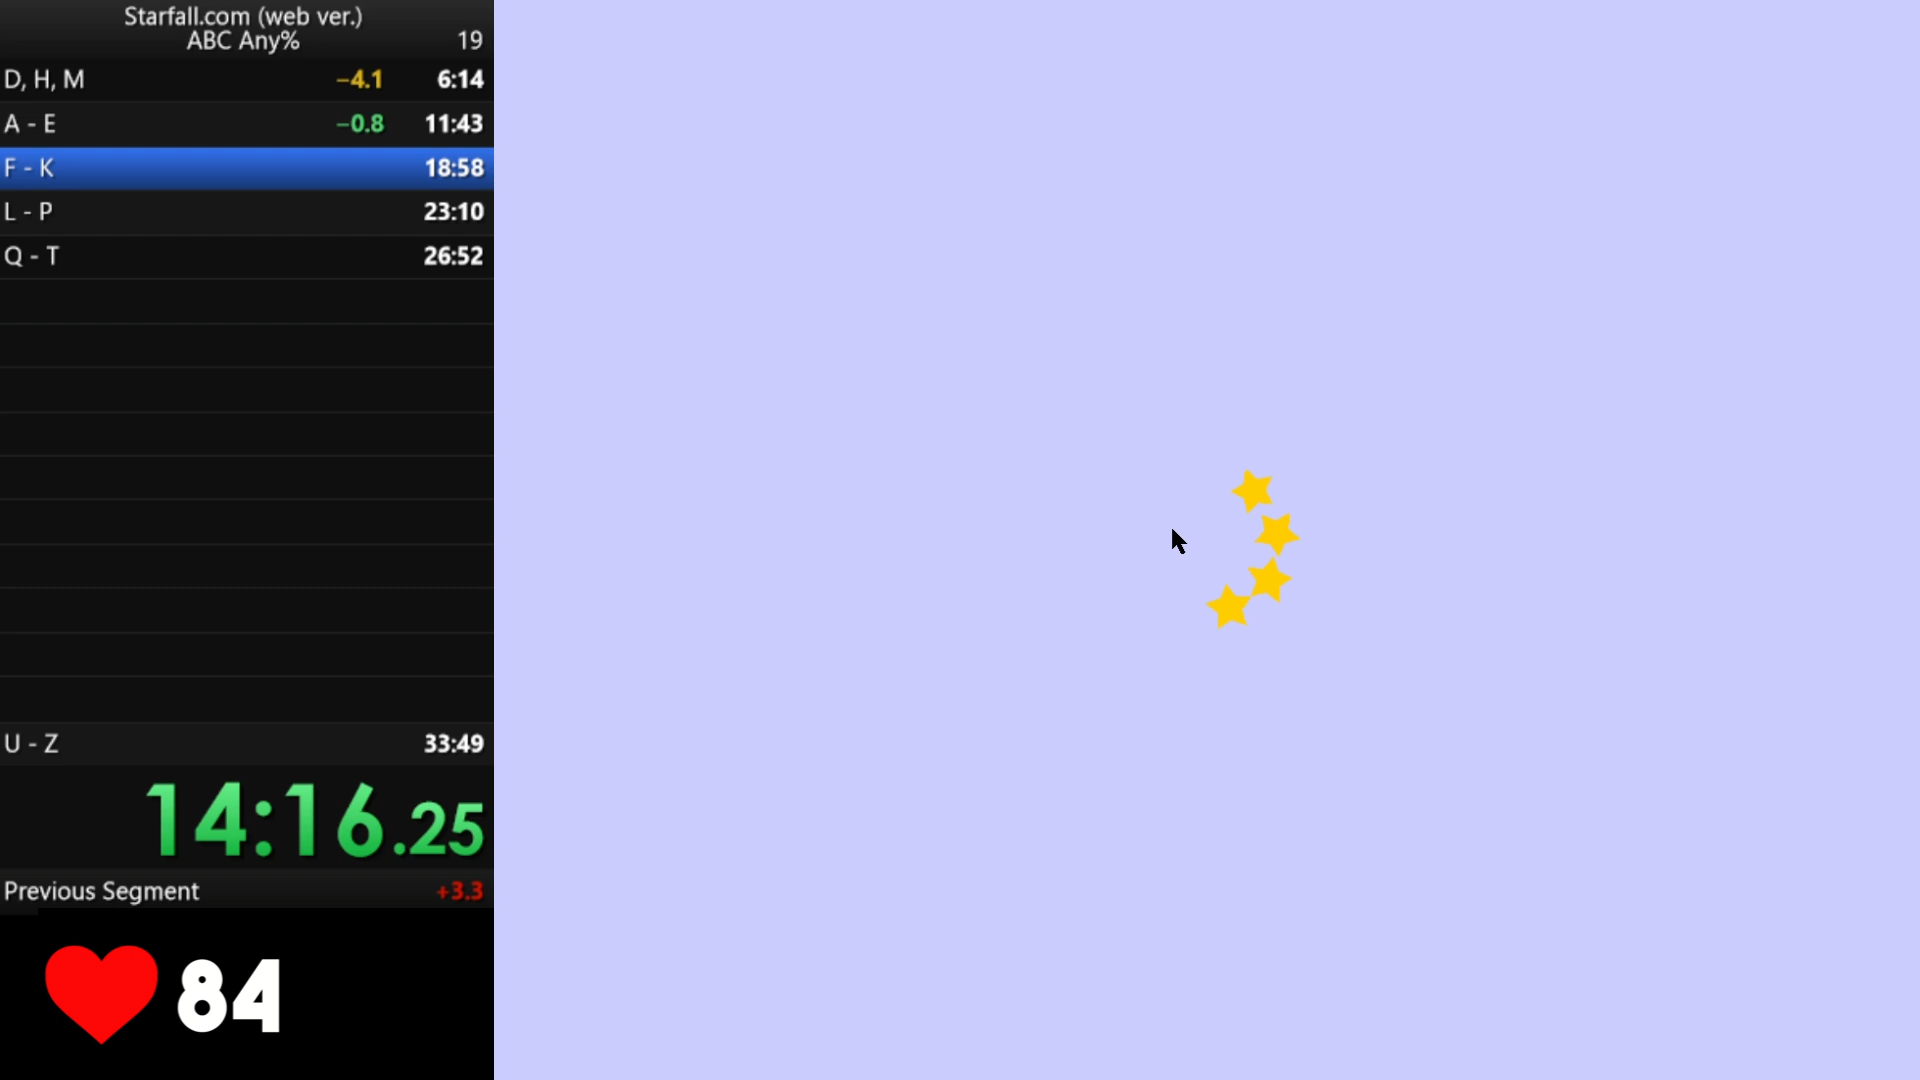 Starfall.com (web ver.)
ABC Any% 19
D, H, M −4.1 6:14
A - E −0.8 11:43
F - K 18:58
L - P 23:10
Q - T 26:52
U - Z 33:49
14:16.25
Previous Segment +3.3
84